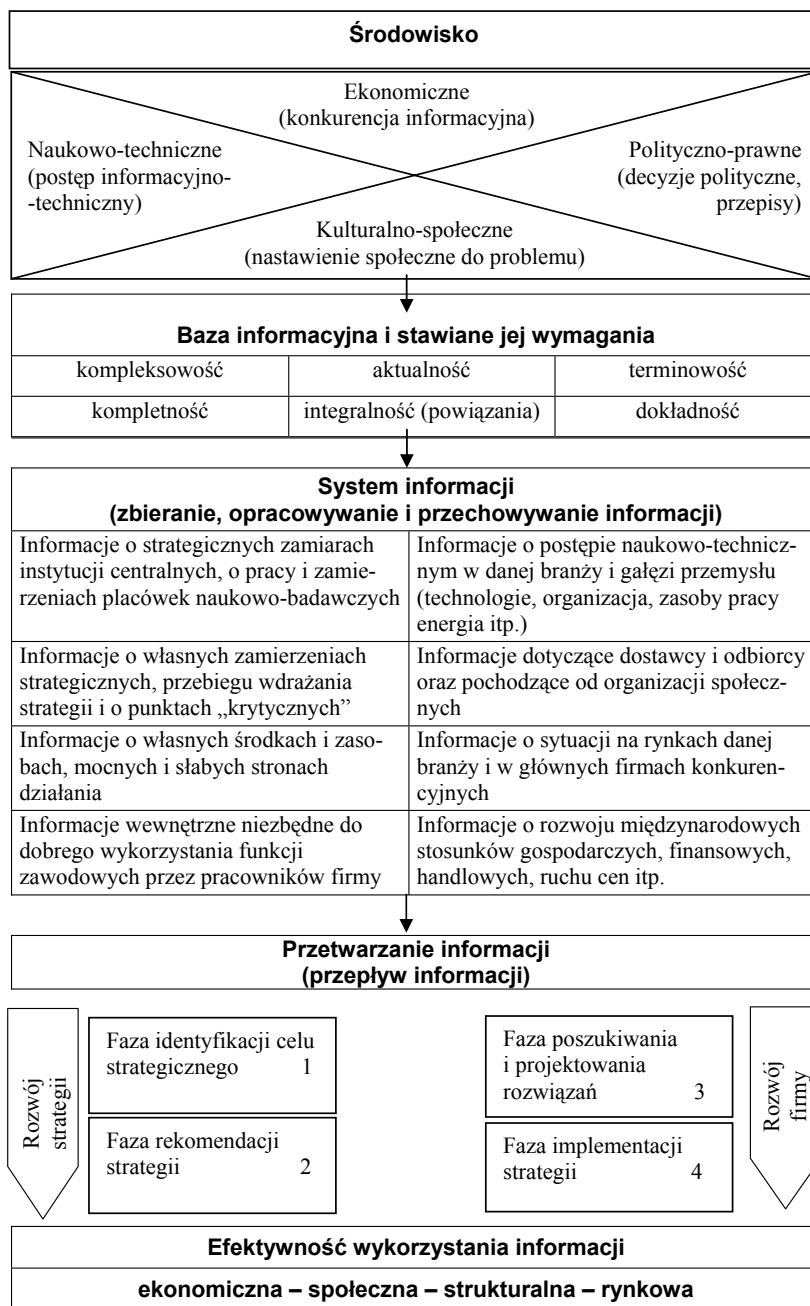 Środowisko
Ekonomiczne
(konkurencja informacyjna)
Naukowo-techniczne
(postęp informacyjno-
-techniczny)
Polityczno-prawne
(decyzje polityczne,
przepisy)
Kulturalno-społeczne
(nastawienie społeczne do problemu)
Baza informacyjna i stawiane jej wymagania
kompleksowość
aktualność
terminowość
kompletność
integralność (powiązania)
dokładność
System informacji
(zbieranie, opracowywanie i przechowywanie informacji)
Informacje o strategicznych zamiarach
instytucji centralnych, o pracy i zamie-
rzeniach placówek naukowo-badawczych
Informacje o postępie naukowo-technicz-
nym w danej branży i gałęzi przemysłu
(technologie, organizacja, zasoby pracy
energia itp.)
Informacje o własnych zamierzeniach
strategicznych, przebiegu wdrażania
strategii i o punktach „krytycznych”
Informacje dotyczące dostawcy i odbiorcy
oraz pochodzące od organizacji społecz-
nych
Informacje o własnych środkach i zaso-
bach, mocnych i słabych stronach
działania
Informacje o sytuacji na rynkach danej
branży i w głównych firmach konkuren-
cyjnych
Informacje wewnętrzne niezbędne do
dobrego wykorzystania funkcji
zawodowych przez pracowników firmy
Informacje o rozwoju międzynarodowych
stosunków gospodarczych, finansowych,
handlowych, ruchu cen itp.
Przetwarzanie informacji
(przepływ informacji)
Rozwój
strategii
Faza identyfikacji celu
strategicznego 1
Faza rekomendacji
strategii 2
Faza poszukiwania
i projektowania
rozwiązań 3
Faza implementacji
strategii 4
Rozwój
firmy
Efektywność wykorzystania informacji
ekonomiczna – społeczna – strukturalna – rynkowa